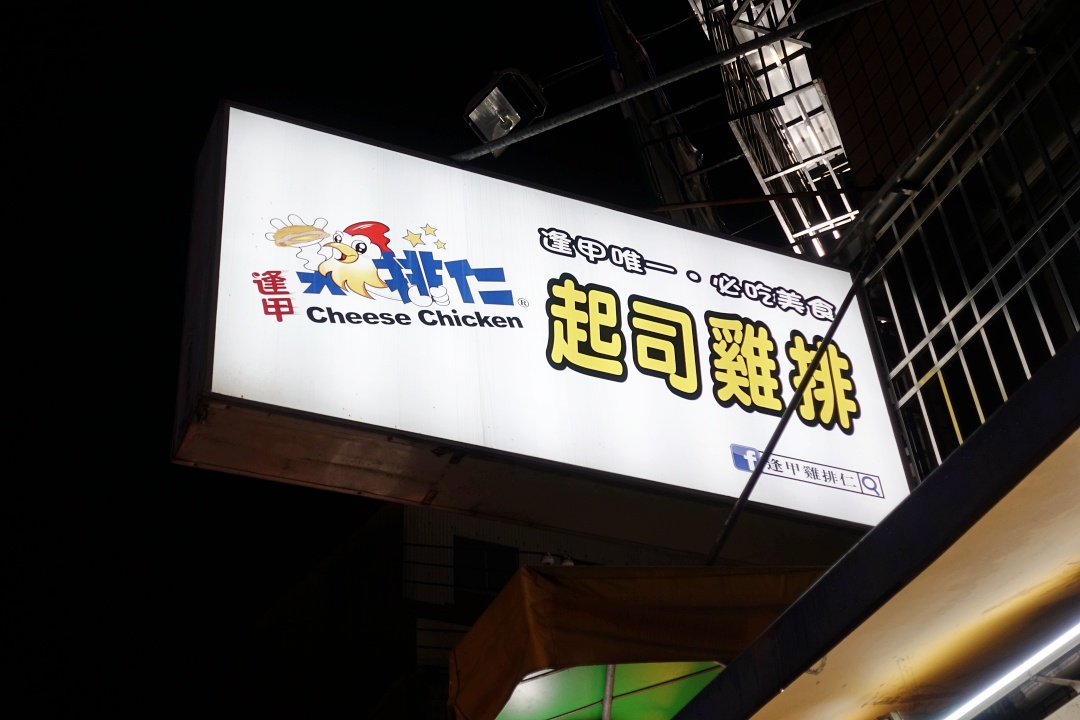 逢甲
大排仁®
Cheese Chicken
逢甲唯一・必吃美食
起司雞排
f 逢甲雞排仁